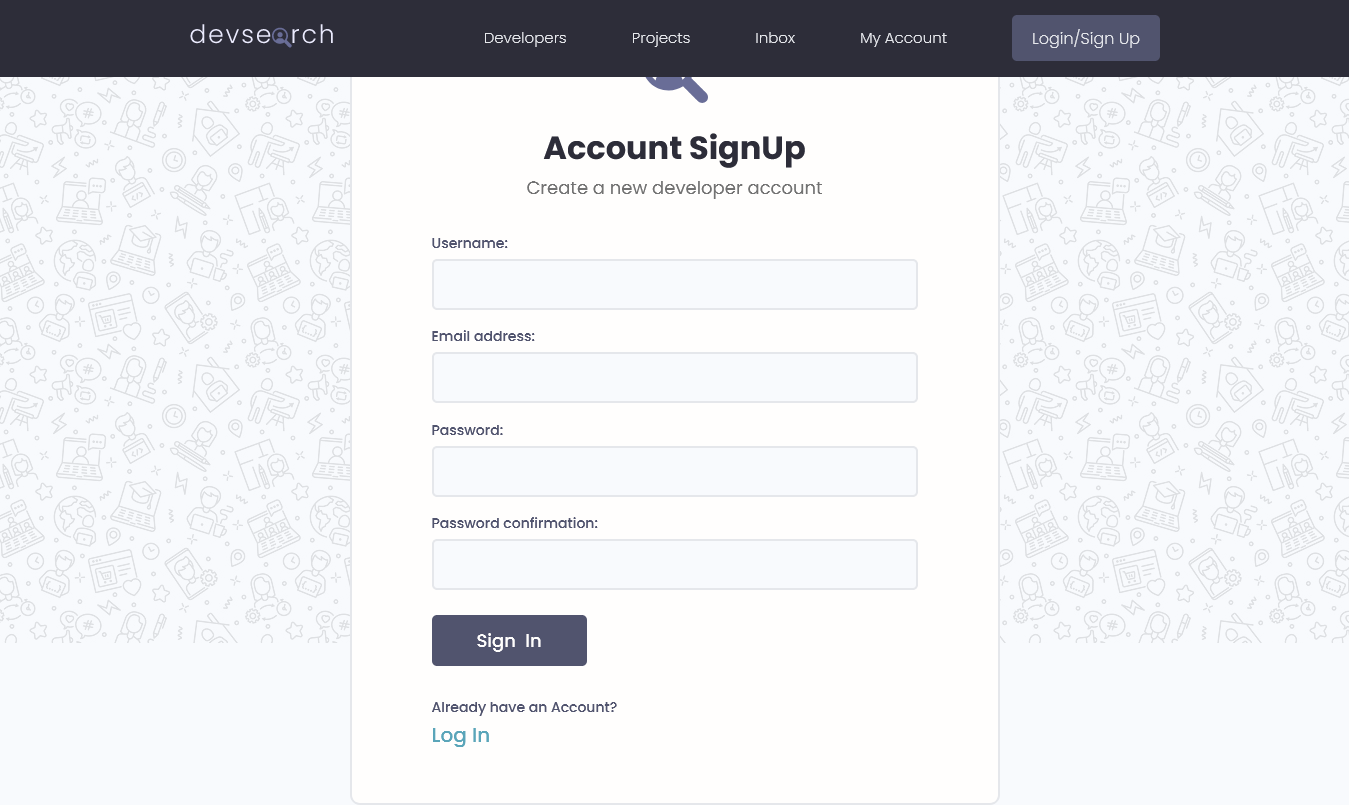 devsearch
Developers
Projects
Inbox
My Account
Login/Sign Up
Account SignUp
Create a new developer account
Username:
Email address:
Password:
Password confirmation:
Sign In
Already have an Account?
Log In